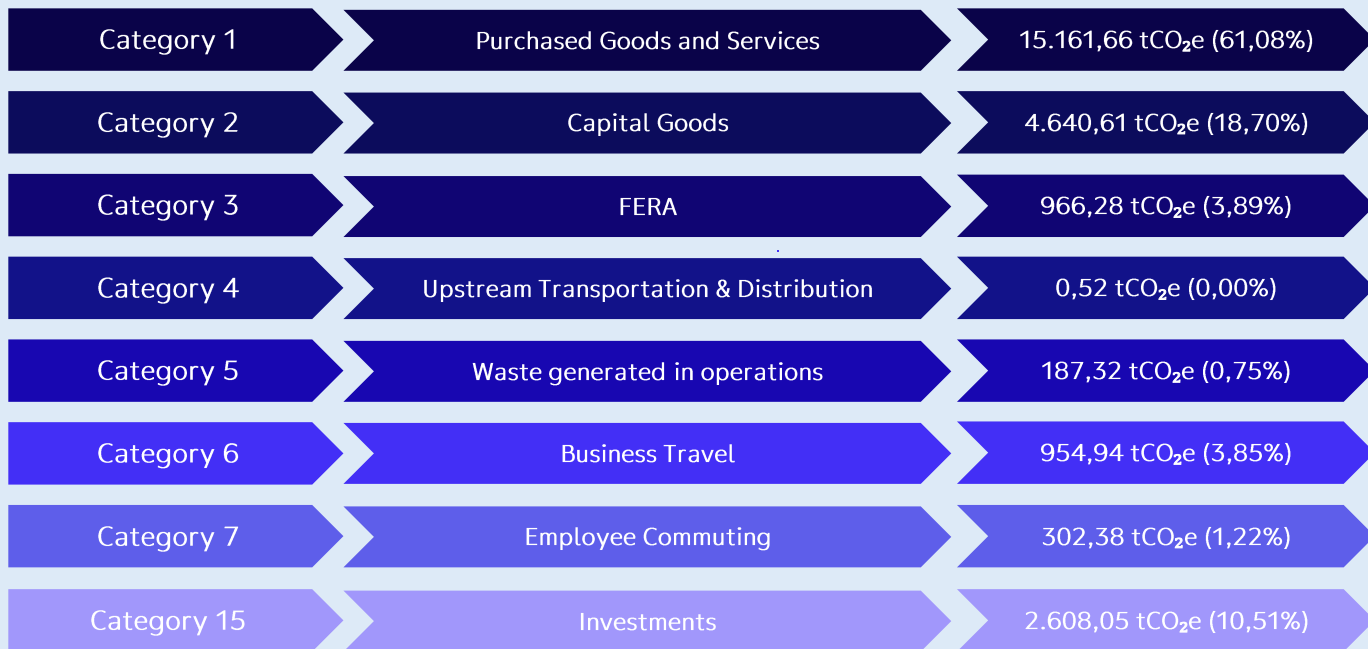 Category 1 Purchased Goods and Services 15.161,66 tCO₂e (61,08%)
Category 2 Capital Goods 4.640,61 tCO₂e (18,70%)
Category 3 FERA 966,28 tCO₂e (3,89%)
Category 4 Upstream Transportation & Distribution 0,52 tCO₂e (0,00%)
Category 5 Waste generated in operations 187,32 tCO₂e (0,75%)
Category 6 Business Travel 954,94 tCO₂e (3,85%)
Category 7 Employee Commuting 302,38 tCO₂e (1,22%)
Category 15 Investments 2.608,05 tCO₂e (10,51%)